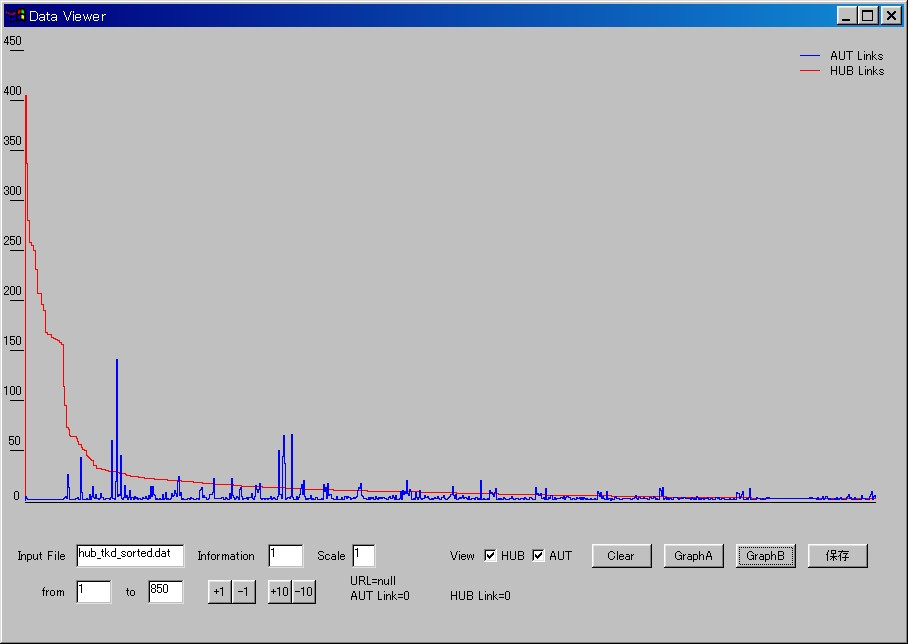 Data Viewer
450
AUT Links
HUB Links
400
350
300
250
200
150
100
50
0
Input File hub_tkd_sorted.dat Information 1 Scale 1 View HUB AUT Clear GraphA GraphB 保存
from 1 to 850 +1 -1 +10 -10 URL=null
AUT Link=0 HUB Link=0